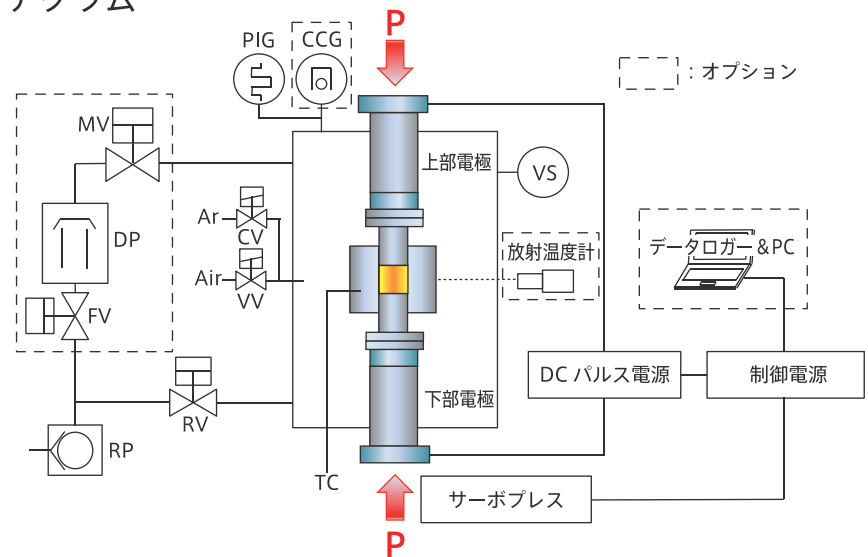 P
PIG
CCG
: オプション
MV
上部電極
VS
Ar
CV
DP
放射温度計
データロガー &PC
Air
VV
FV
DC パルス電源
制御電源
下部電極
RV
RP
TC
サーボプレス
P